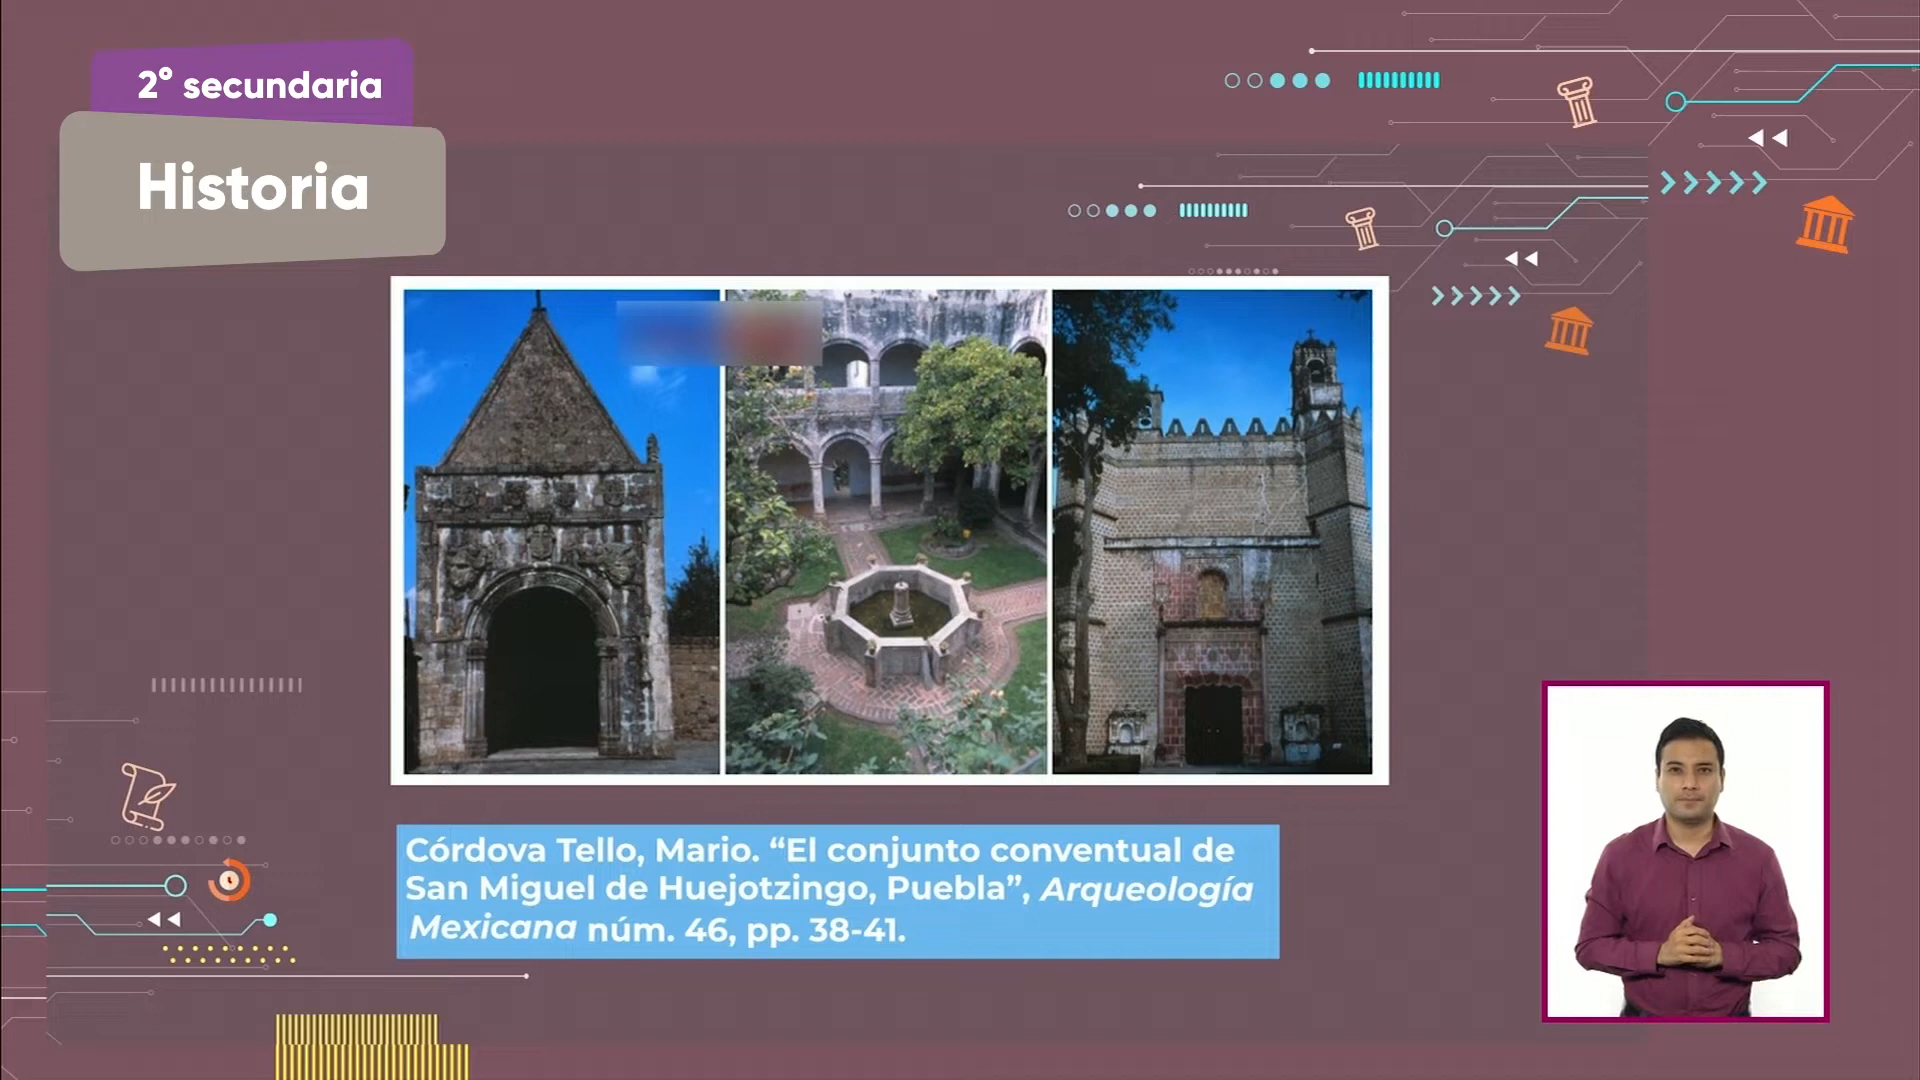 2° secundaria
Historia
Córdova Tello, Mario. “El conjunto conventual de
San Miguel de Huejotzingo, Puebla”, Arqueología
Mexicana núm. 46, pp. 38-41.